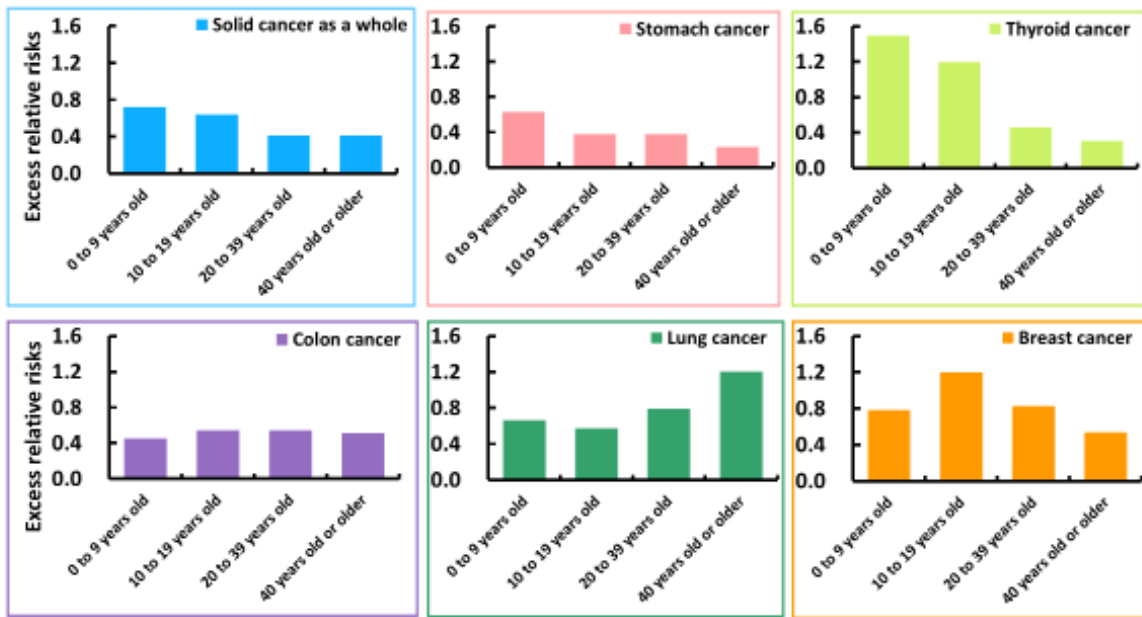 Excess relative risks
1.6
1.2
0.8
0.4
0.0
Solid cancer as a whole
0 to 9 years old
10 to 19 years old
20 to 39 years old
40 years old or older
1.6
1.2
0.8
0.4
0.0
Stomach cancer
0 to 9 years old
10 to 19 years old
20 to 39 years old
40 years old or older
1.6
1.2
0.8
0.4
0.0
Thyroid cancer
0 to 9 years old
10 to 19 years old
20 to 39 years old
40 years old or older
Excess relative risks
1.6
1.2
0.8
0.4
0.0
Colon cancer
0 to 9 years old
10 to 19 years old
20 to 39 years old
40 years old or older
1.6
1.2
0.8
0.4
0.0
Lung cancer
0 to 9 years old
10 to 19 years old
20 to 39 years old
40 years old or older
1.6
1.2
0.8
0.4
0.0
Breast cancer
0 to 9 years old
10 to 19 years old
20 to 39 years old
40 years old or older